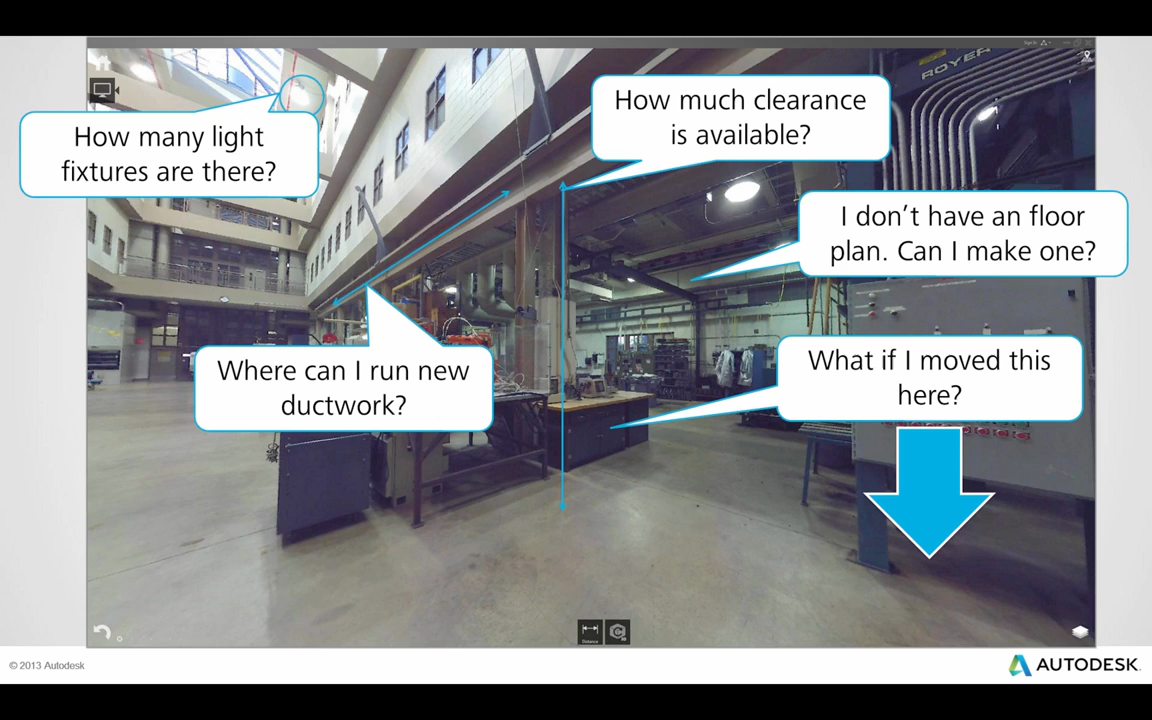 ROYER
How many light
fixtures are there?
How much clearance
is available?
I don't have an floor
plan. Can I make one?
Where can I run new
ductwork?
What if I moved this
here?
Distance
© 2013 Autodesk
AUTODESK.